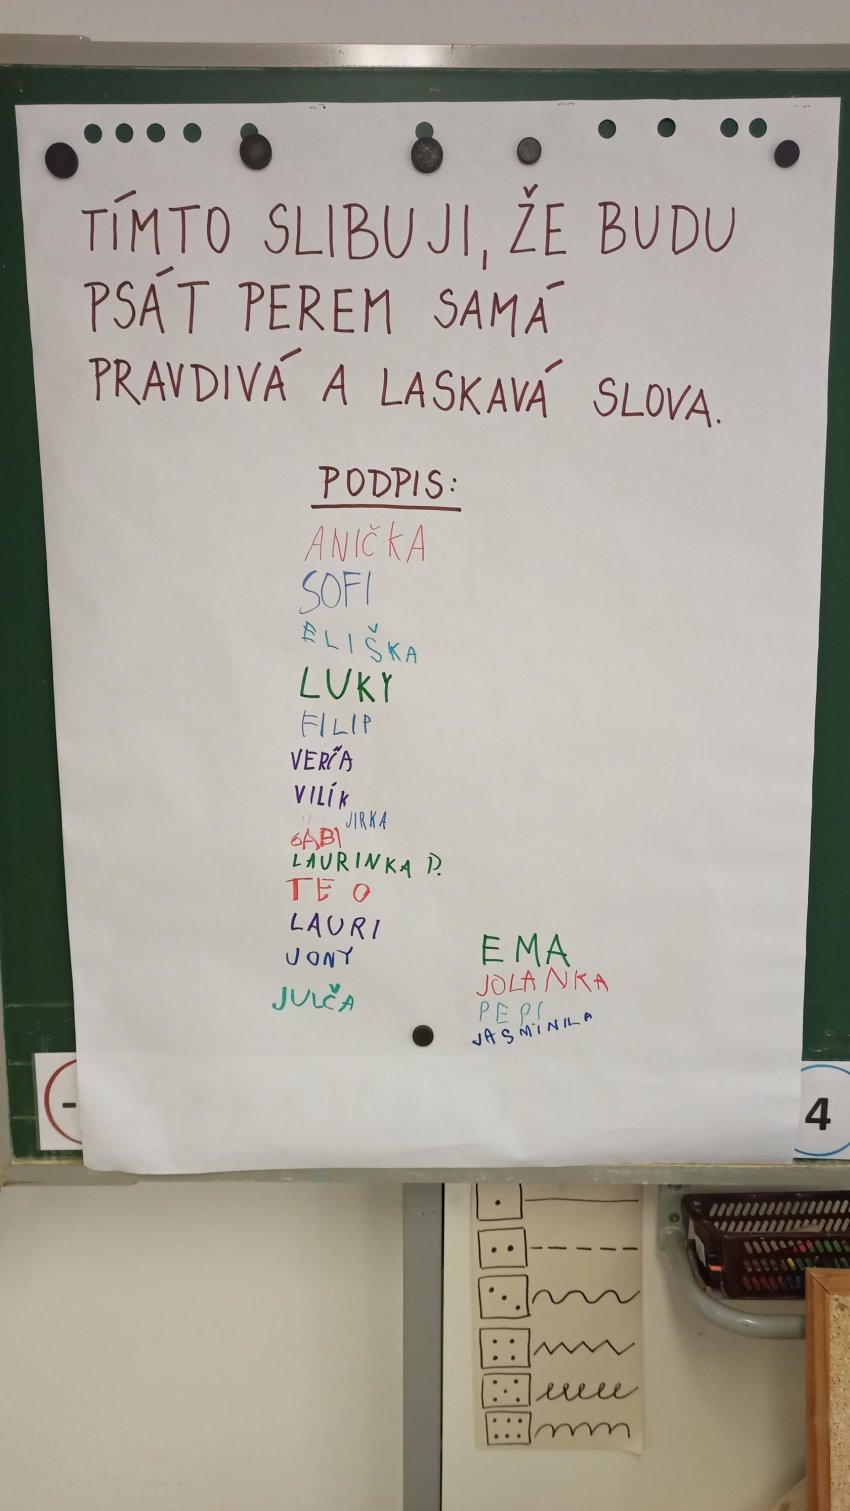 TÍMTO SLIBUJI, ŽE BUDU
PSÁT PEREM SAMÁ
PRAVDIVÁ A LASKAVÁ SLOVA.
PODPIS:
ANIČKA
SOFI
ELIŠKA
LUKY
FILIP
VERČA
VILÍK
JIRKA
GABI
LAURINKA P.
TEO
LAURI
JONY
JULČA
EMA
JOLANKA
PEPI
JASMINKA
-
4